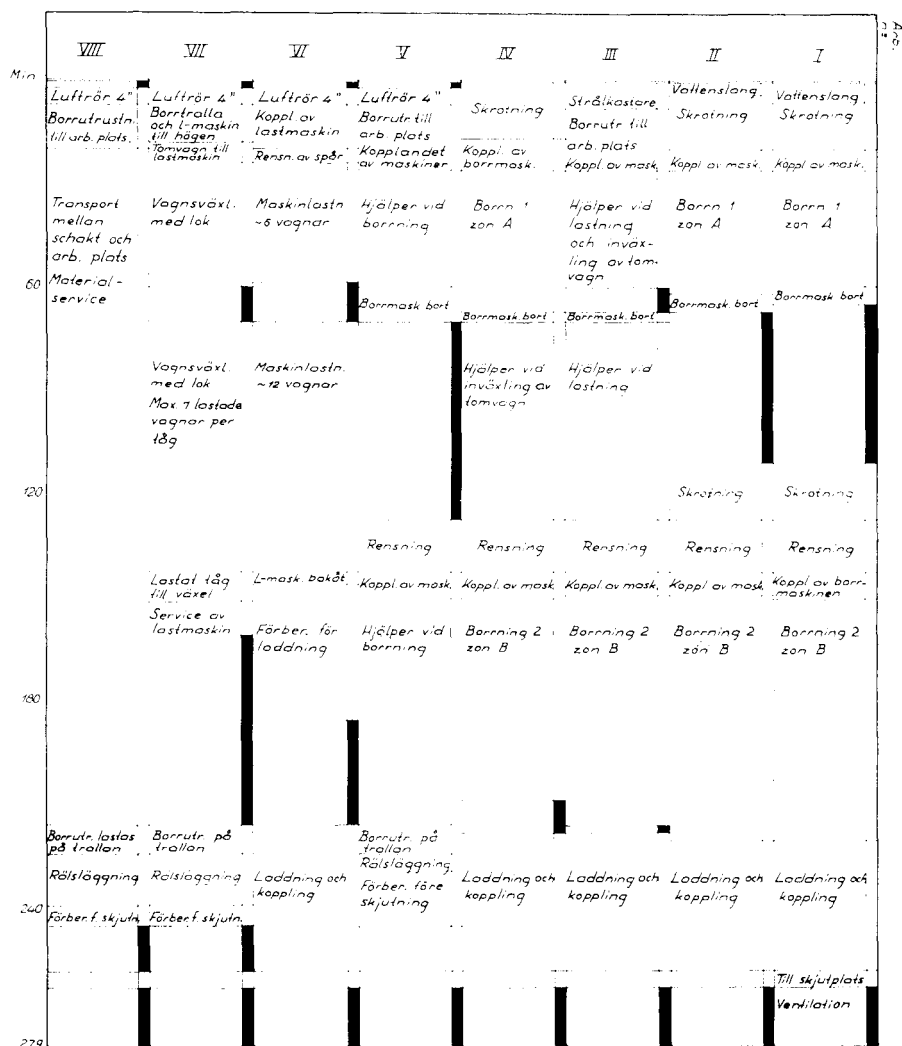 Arb. nr
VIII VII VI V IV III II I
Min.
Luftrör 4"
Borrutrustn.
till arb. plats.
Transport
mellan
schakt och
arb. plats
Material-
service
Borrutr. lastas
på trallan
Rälsläggning
Förber. f. skjutn.
Luftrör 4"
Borrtralla
och l-maskin
till högen
Tomvagn till
lastmaskin
Vagnsväxl.
med lok
Vagnsväxl.
med lok
Max. 7 lastade
vagnar per
tåg
Lastat tåg
till växel
Service av
lastmaskin
Borrutr. på
trallan
Rälsläggning
Förber. f. skjutn.
Luftrör 4"
Koppl. av
lastmaskin
Rensn. av spår
Maskinlastn.
~6 vagnar
Maskinlastn.
~12 vagnar
L-mask. bakåt
Förber. för
laddning
Laddning och
koppling
Luftrör 4"
Borrutr till
arb. plats
Kopplandet
av maskiner
Hjälper vid
borrning
Borrmask bort
Rensning
Koppl. av mask.
Hjälper vid
borrning
Borrutr. på
trallan
Rälsläggning.
Förber. före
skjutning
Skrotning
Koppl. av
borrmask.
Borrn 1
zon A
Borrmask. bort
Hjälper vid
inväxling av
tomvagn
Rensning
Koppl. av mask.
Borrning 2
zon B
Laddning och
koppling
Strålkastare
Borrutr till
arb. plats
Koppl av mask.
Hjälper vid
lastning
och inväx-
ling av tom-
vagn
Borrmask. bort
Hjälper vid
lastning
Rensning
Koppl. av mask.
Borrning 2
zon B
Laddning och
koppling
Vattenslang.
Skrotning
Koppl av mask.
Borrn 1
zon A
Borrmask. bort
Skrotning
Rensning
Koppl av mask.
Borrning 2
zon B
Laddning och
koppling
Vattenslang
Skrotning
Koppl av mask.
Borrn 1
zon A
Borrmask bort
Skrotning
Rensning
Koppl av borr-
maskinen
Borrning 2
zon B
Laddning och
koppling
Till skjutplats
Ventilation
60
120
180
240
279